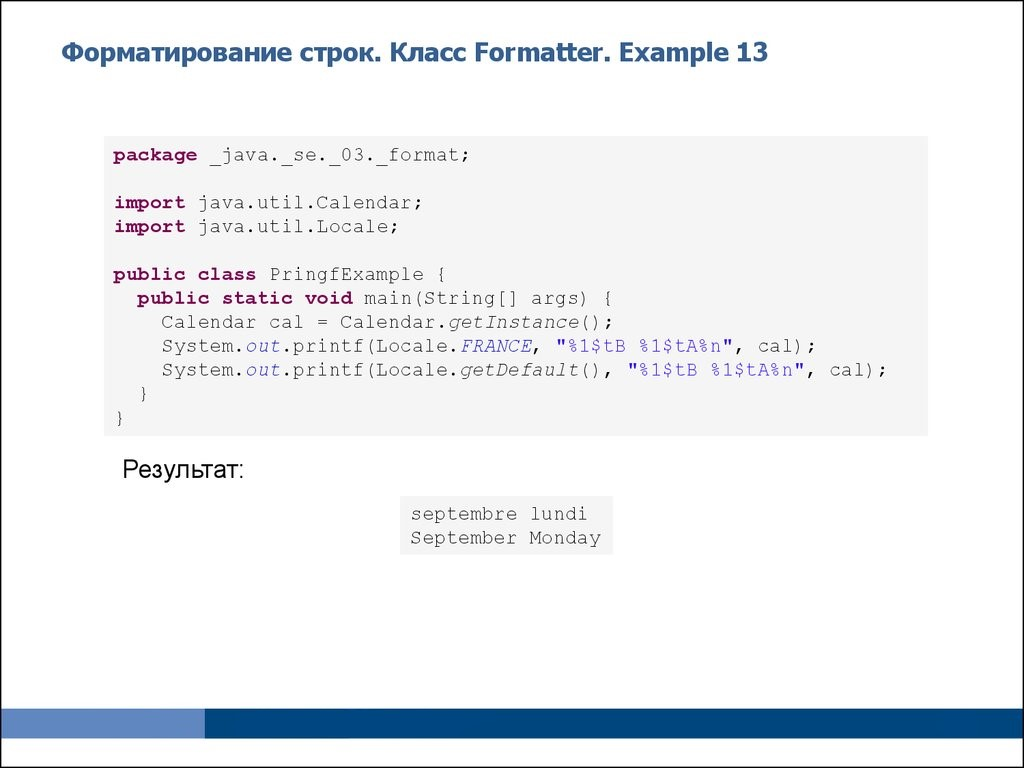 Форматирование строк. Класс Formatter. Example 13
package _java._se._03._format;
import java.util.Calendar;
import java.util.Locale;
public class PringfExample {
  public static void main(String[] args) {
    Calendar cal = Calendar.getInstance();
    System.out.printf(Locale.FRANCE, "%1$tB %1$tA%n", cal);
    System.out.printf(Locale.getDefault(), "%1$tB %1$tA%n", cal);
  }
}
Результат:
septembre lundi
September Monday